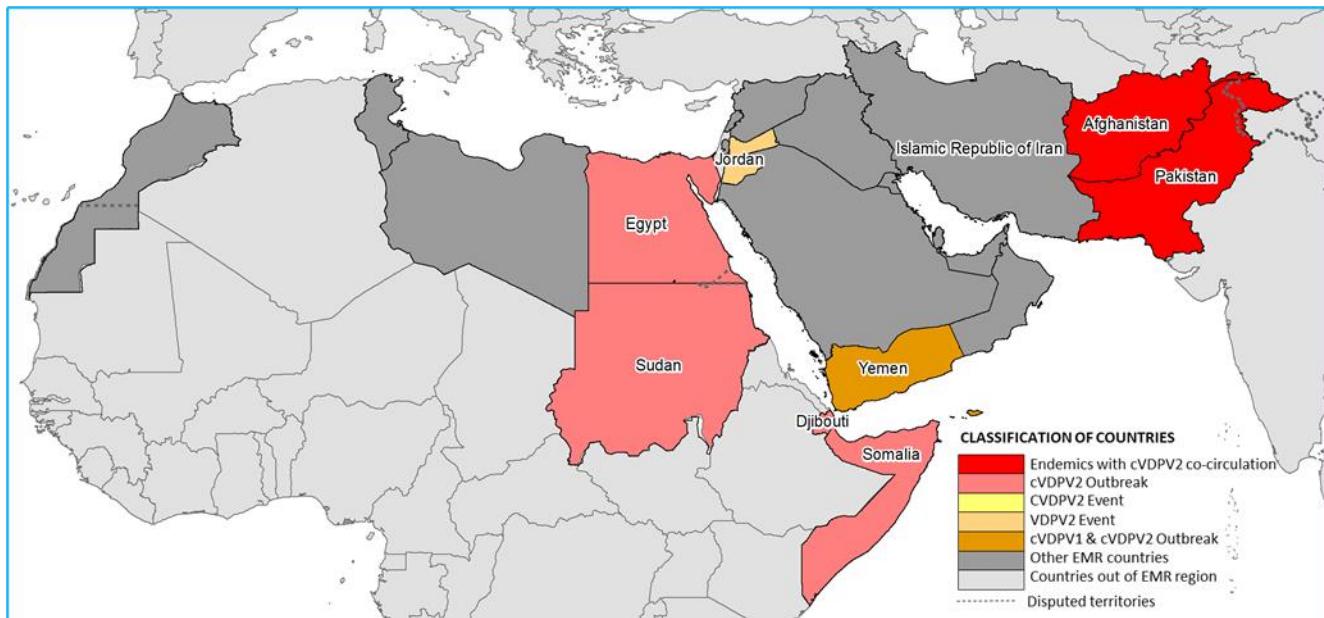 Afghanistan
Islamic Republic of Iran
Jordan
Pakistan
Egypt
Sudan
Yemen
Djibouti
Somalia
CLASSIFICATION OF COUNTRIES
Endemics with cVDPV2 co-circulation
cVDPV2 Outbreak
CVDPV2 Event
VDPV2 Event
cVDPV1 & cVDPV2 Outbreak
Other EMR countries
Countries out of EMR region
Disputed territories